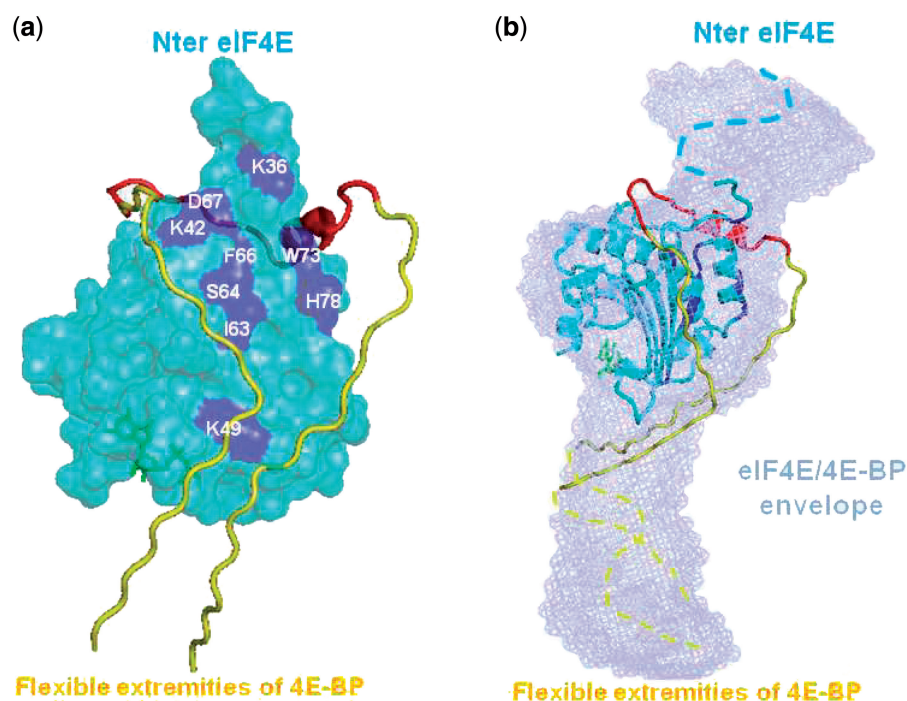 (a)
Nter eIF4E
K36
D67
K42
F66
W73
S64
H78
I63
K49
Flexible extremities of 4E-BP
(b)
Nter eIF4E
eIF4E/4E-BP
envelope
Flexible extremities of 4E-BP